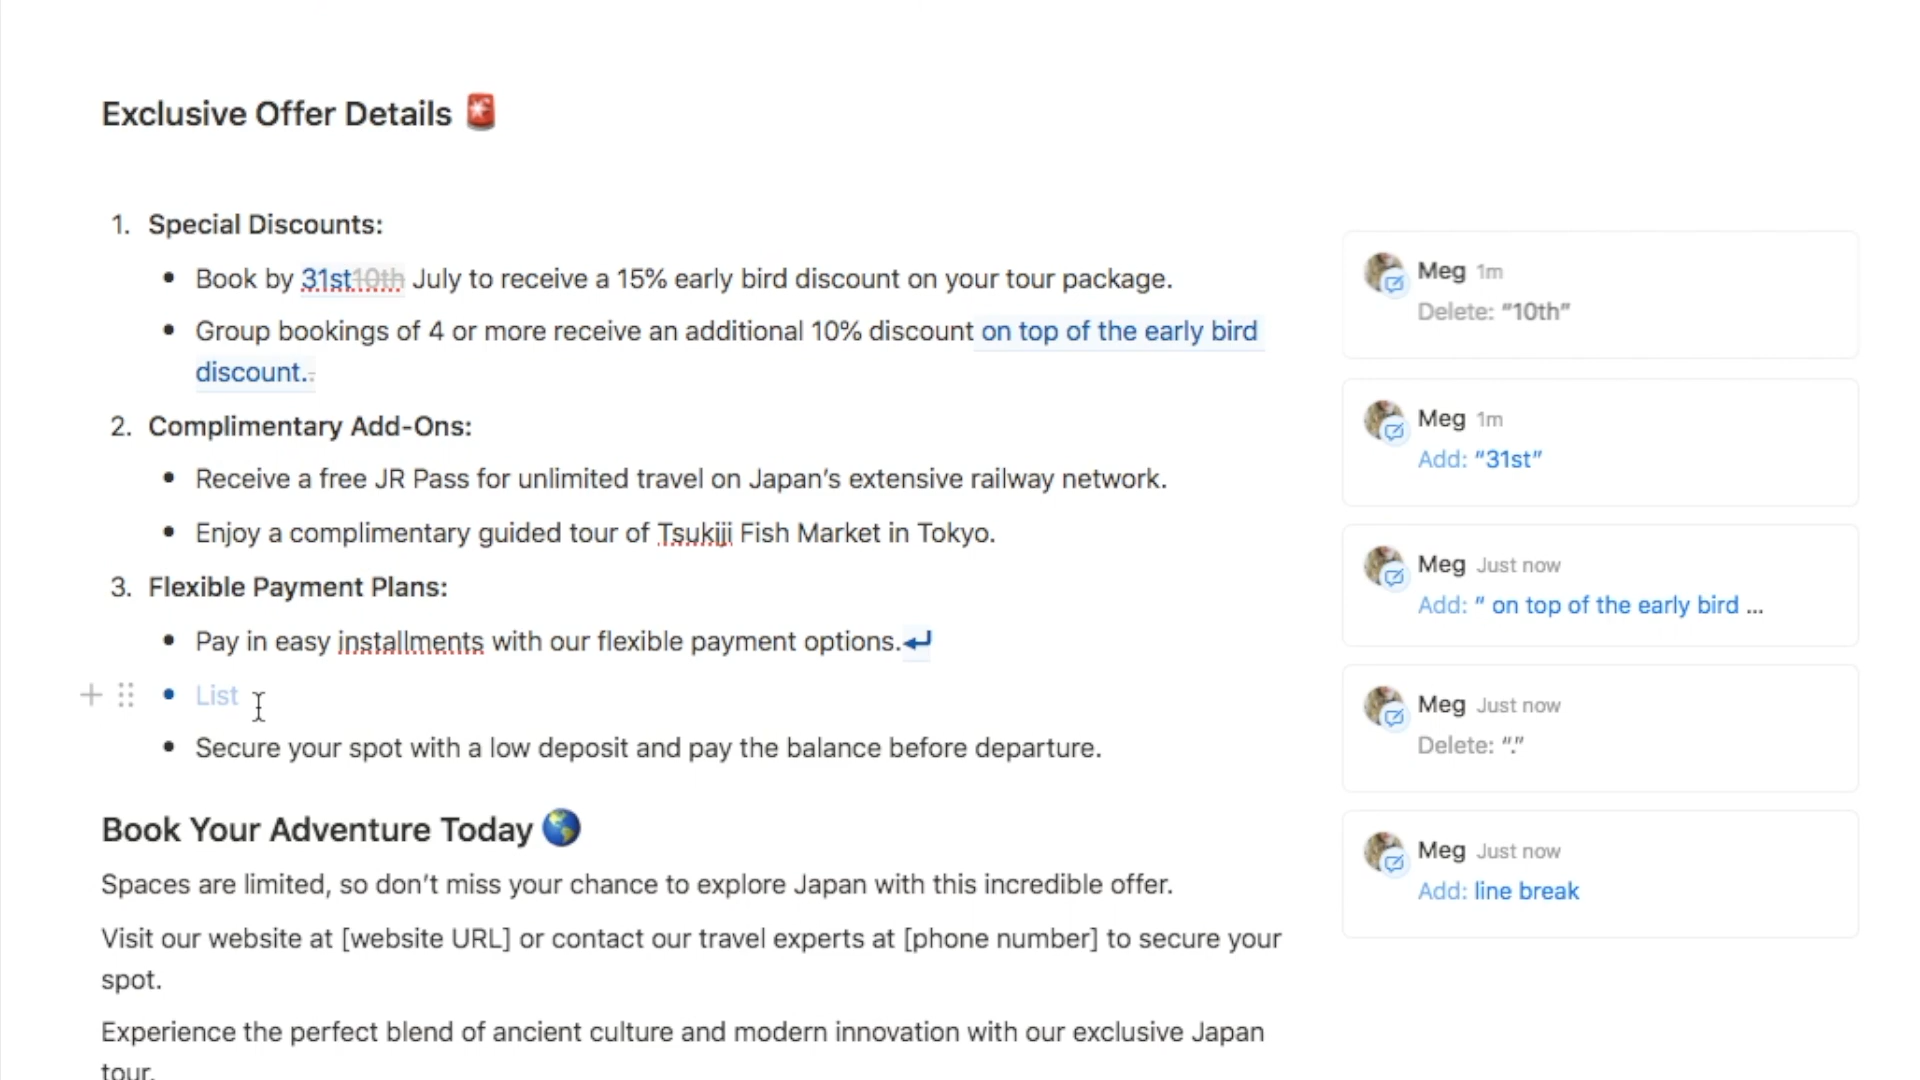 Exclusive Offer Details 🚨
1. Special Discounts:
• Book by 31st10th July to receive a 15% early bird discount on your tour package.
• Group bookings of 4 or more receive an additional 10% discount on top of the early bird
discount..
2. Complimentary Add-Ons:
• Receive a free JR Pass for unlimited travel on Japan’s extensive railway network.
• Enjoy a complimentary guided tour of Tsukiji Fish Market in Tokyo.
3. Flexible Payment Plans:
• Pay in easy installments with our flexible payment options.↵
• List
• Secure your spot with a low deposit and pay the balance before departure.
Book Your Adventure Today 🌎
Spaces are limited, so don’t miss your chance to explore Japan with this incredible offer.
Visit our website at [website URL] or contact our travel experts at [phone number] to secure your
spot.
Experience the perfect blend of ancient culture and modern innovation with our exclusive Japan
tour.
Meg 1m
Delete: “10th”
Meg 1m
Add: “31st”
Meg Just now
Add: “ on top of the early bird ...
Meg Just now
Delete: “.”
Meg Just now
Add: line break